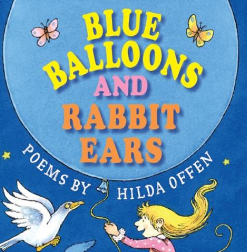 BLUE
BALLOONS
AND
RABBIT
EARS
POEMS BY HILDA OFFEN